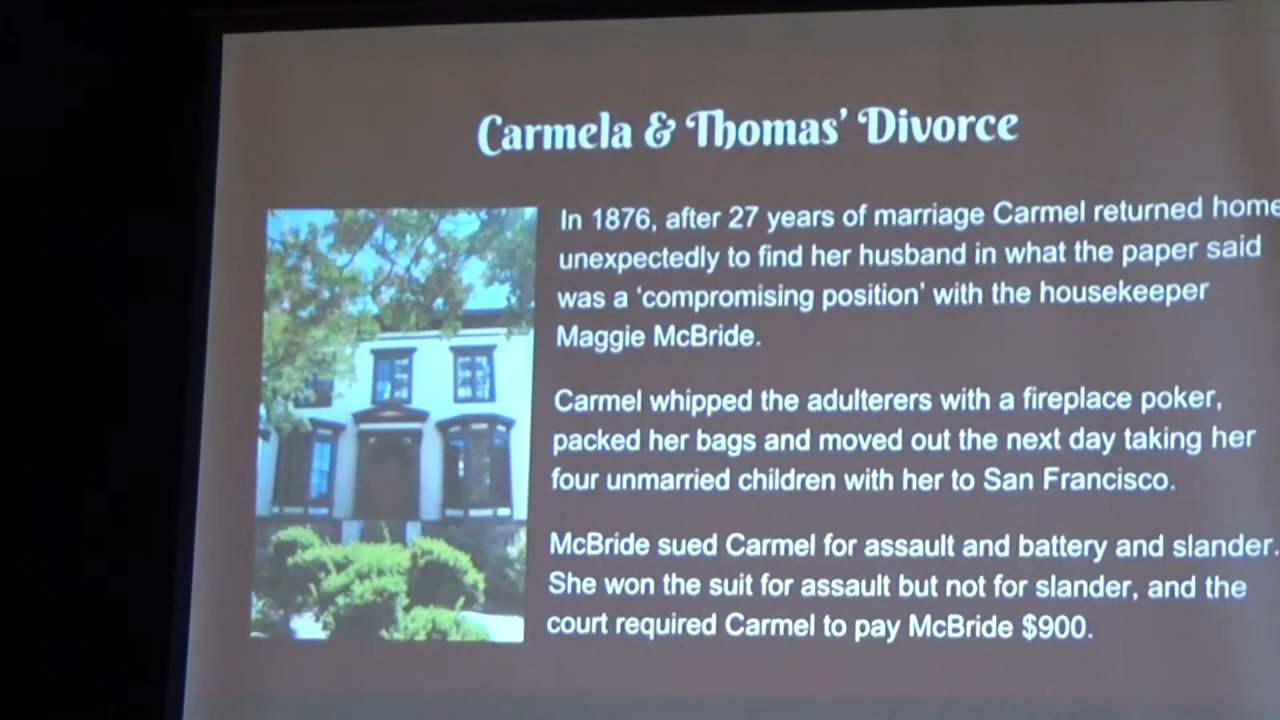 Carmela & Thomas’ Divorce
In 1876, after 27 years of marriage Carmel returned home
unexpectedly to find her husband in what the paper said
was a ‘compromising position’ with the housekeeper
Maggie McBride.
Carmel whipped the adulterers with a fireplace poker,
packed her bags and moved out the next day taking her
four unmarried children with her to San Francisco.
McBride sued Carmel for assault and battery and slander.
She won the suit for assault but not for slander, and the
court required Carmel to pay McBride $900.